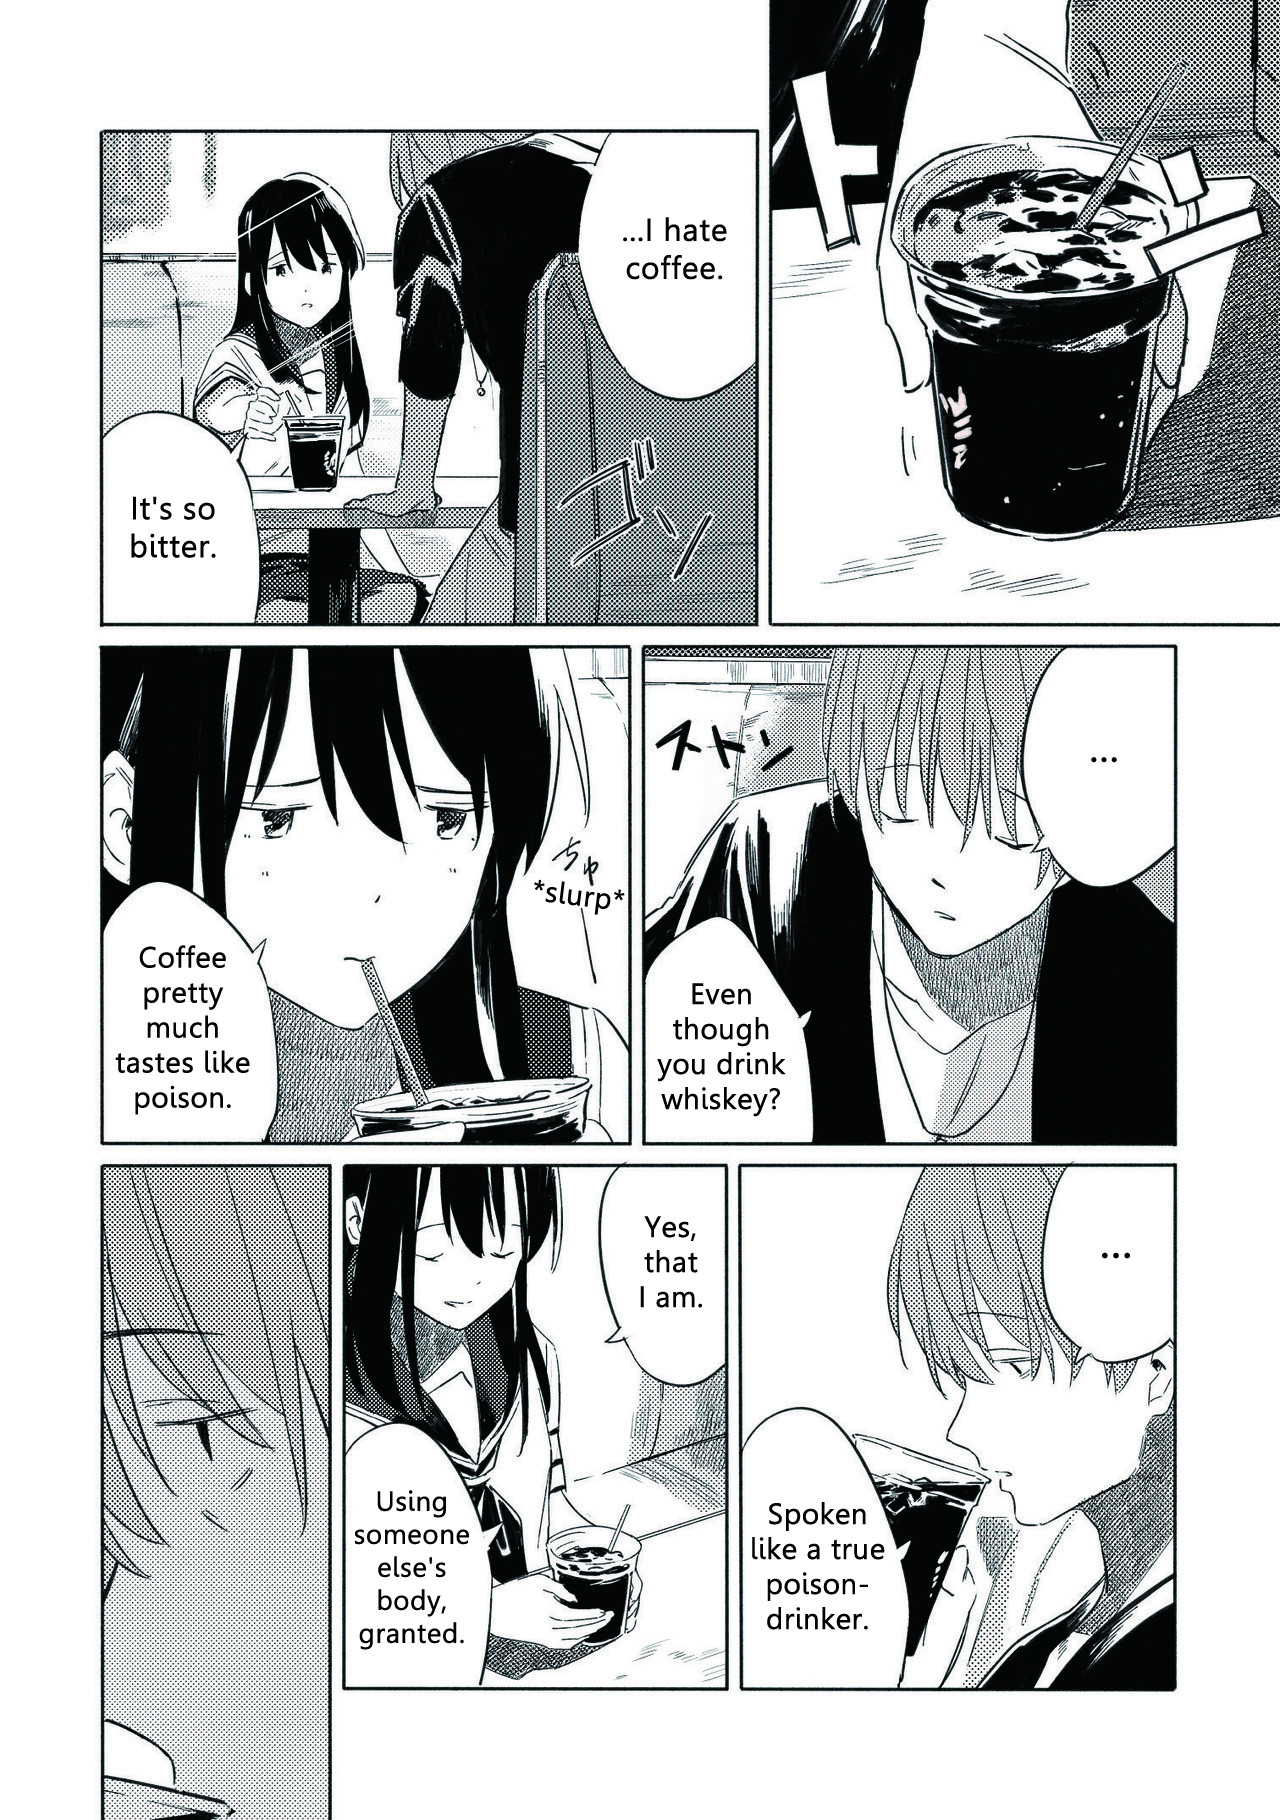 ト
…I hate
coffee.
It's so
bitter.
ゴ
ソ
...
ストン
Even
though
you drink
whiskey?
ちゅ
*slurp*
Coffee
pretty
much
tastes like
poison.
...
Spoken
like a true
poison-
drinker.
Yes,
that
I am.
Using
someone
else's
body,
granted.